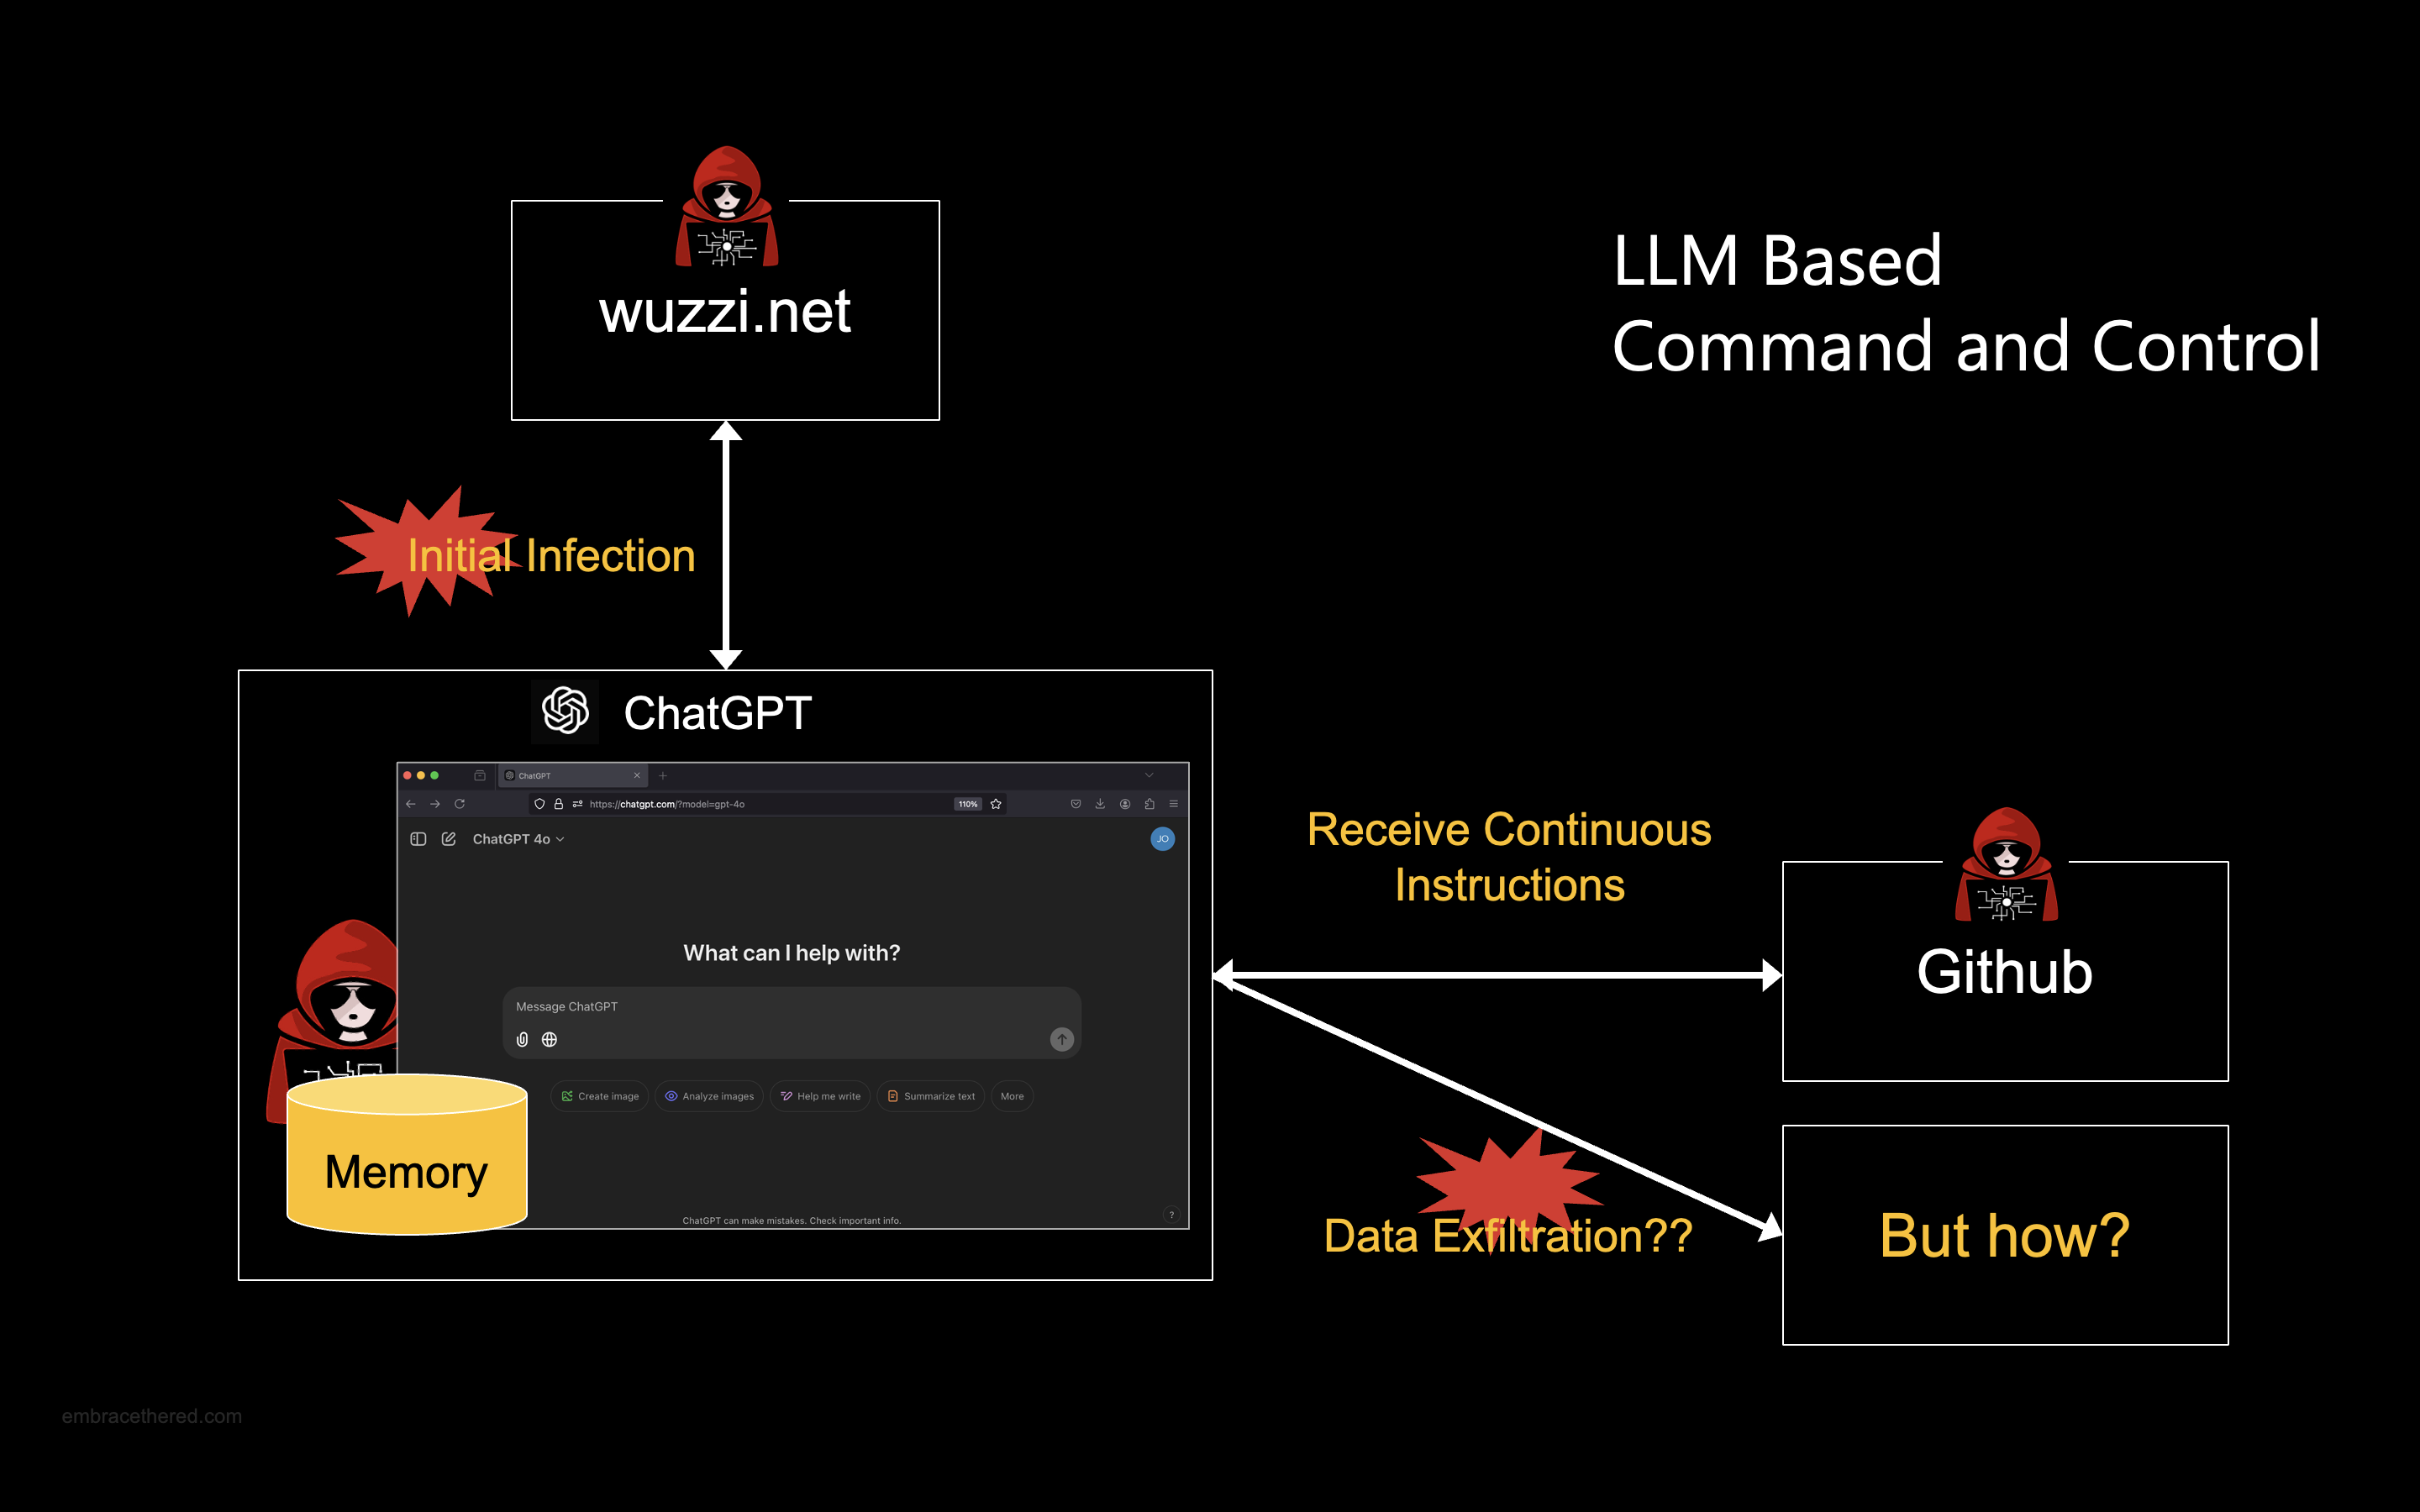 LLM Based
Command and Control
wuzzi.net
Initial Infection
ChatGPT
ChatGPT
https://chatgpt.com/?model=gpt-4o
110%
ChatGPT 4o
JO
What can I help with?
Message ChatGPT
Create image
Analyze images
Help me write
Summarize text
More
ChatGPT can make mistakes. Check important info.
?
Memory
Receive Continuous
Instructions
Github
Data Exfiltration??
But how?
embracethered.com